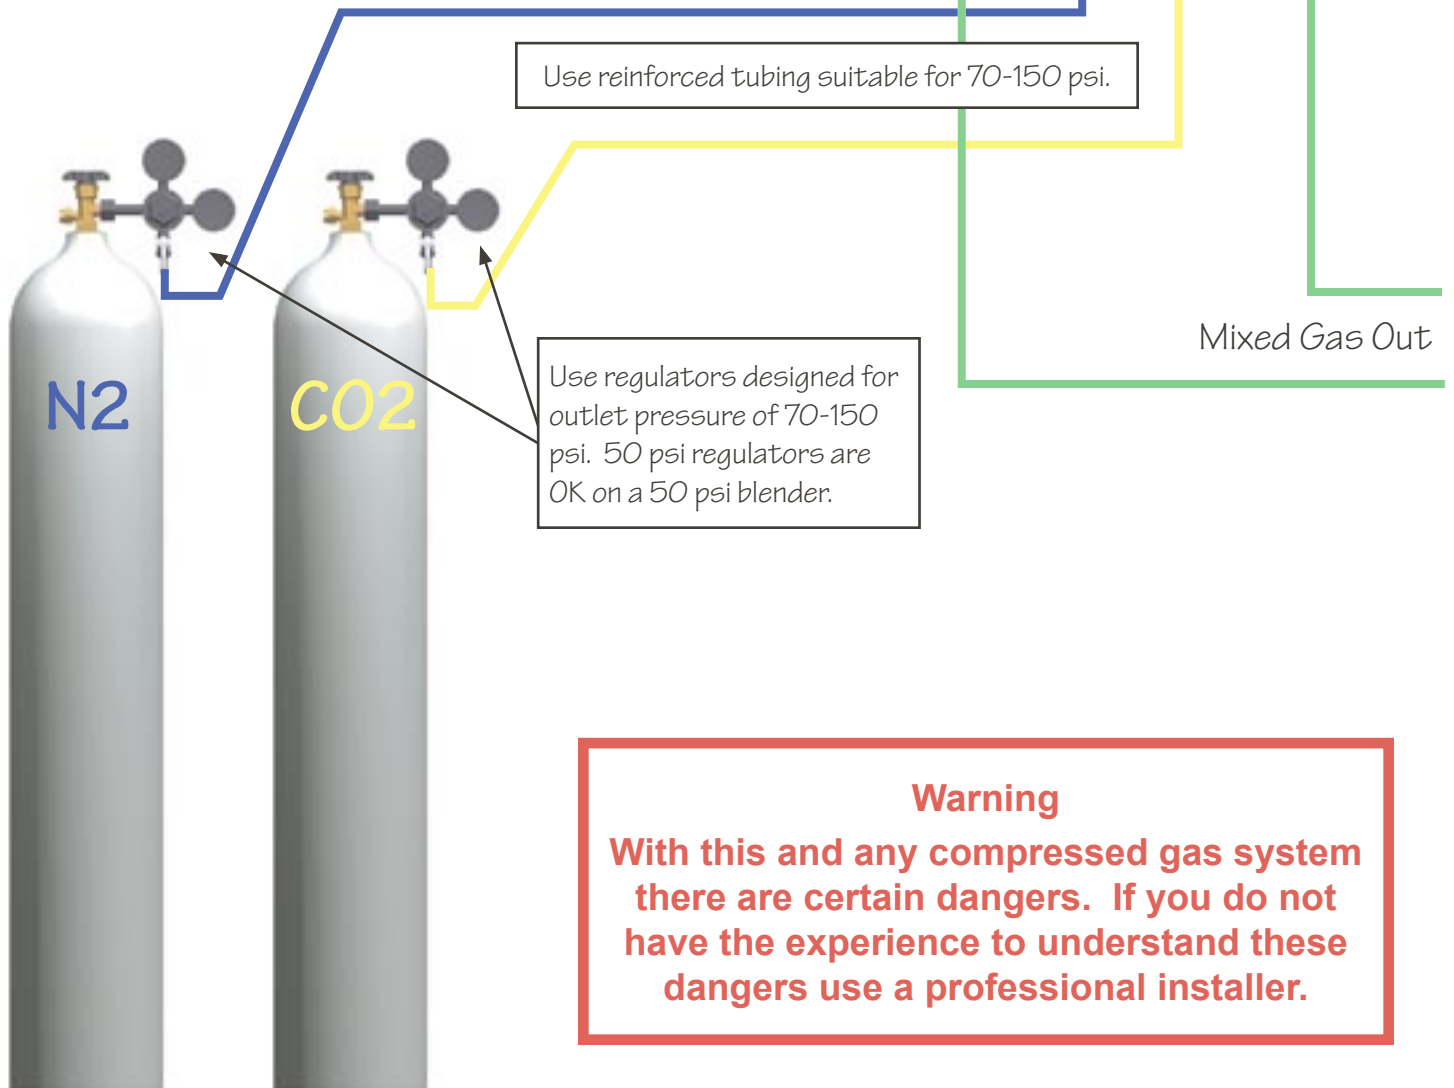 Use reinforced tubing suitable for 70-150 psi.
Mixed Gas Out
N2
CO2
Use regulators designed for
outlet pressure of 70-150
psi.  50 psi regulators are
OK on a 50 psi blender.
Warning
With this and any compressed gas system
there are certain dangers.  If you do not
have the experience to understand these
dangers use a professional installer.